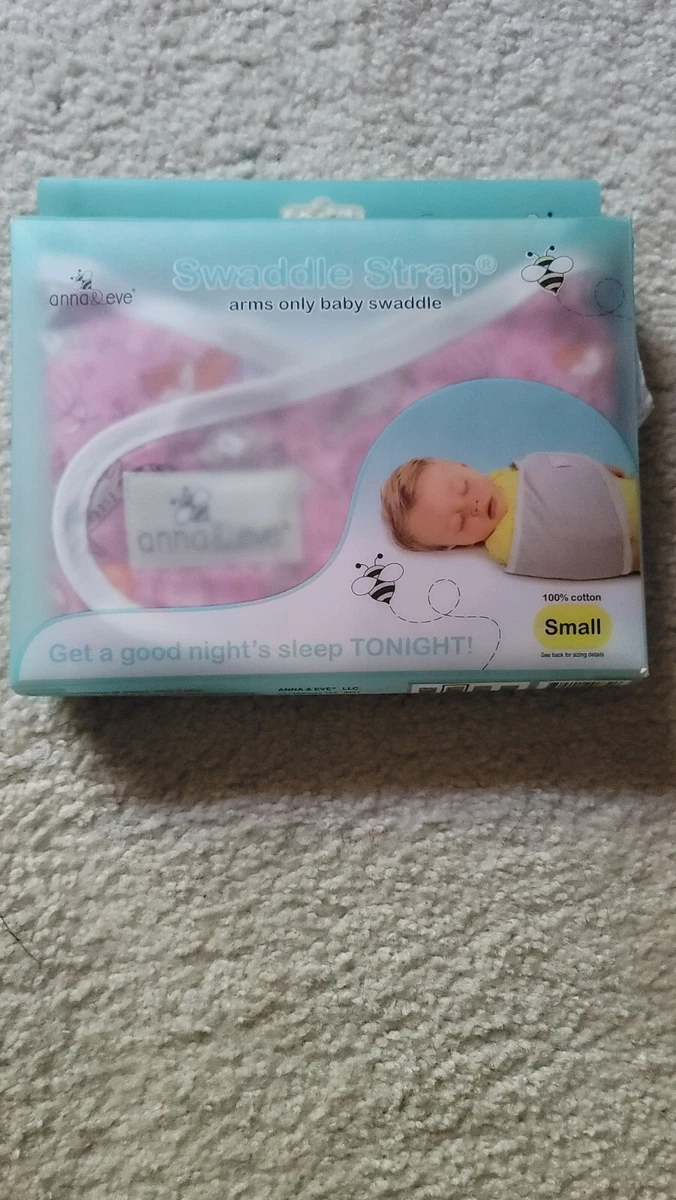 Swaddle Strap®
arms only baby swaddle
anna&eve®
anna&eve®
100% cotton
Small
See back for sizing details
Get a good night's sleep TONIGHT!
ANNA & EVE® LLC